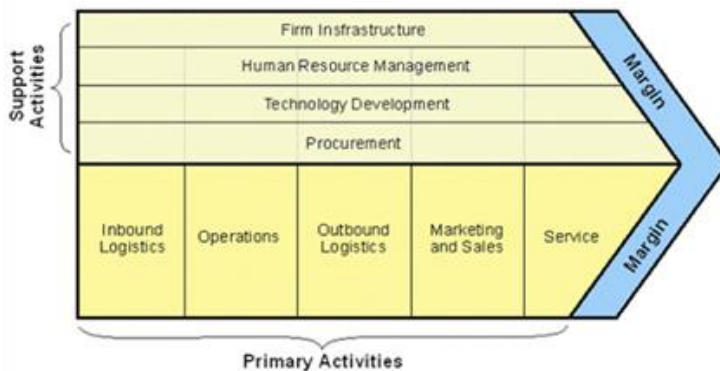 Support
Activities
Firm Insfrastructure
Human Resource Management
Technology Development
Procurement
Margin
Inbound
Logistics
Operations
Outbound
Logistics
Marketing
and Sales
Service
Margin
Primary Activities